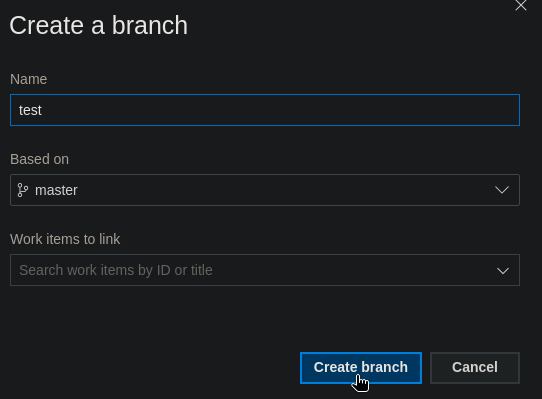 Create a branch
Name
test
Based on
master
Work items to link
Search work items by ID or title
Create branch
Cancel